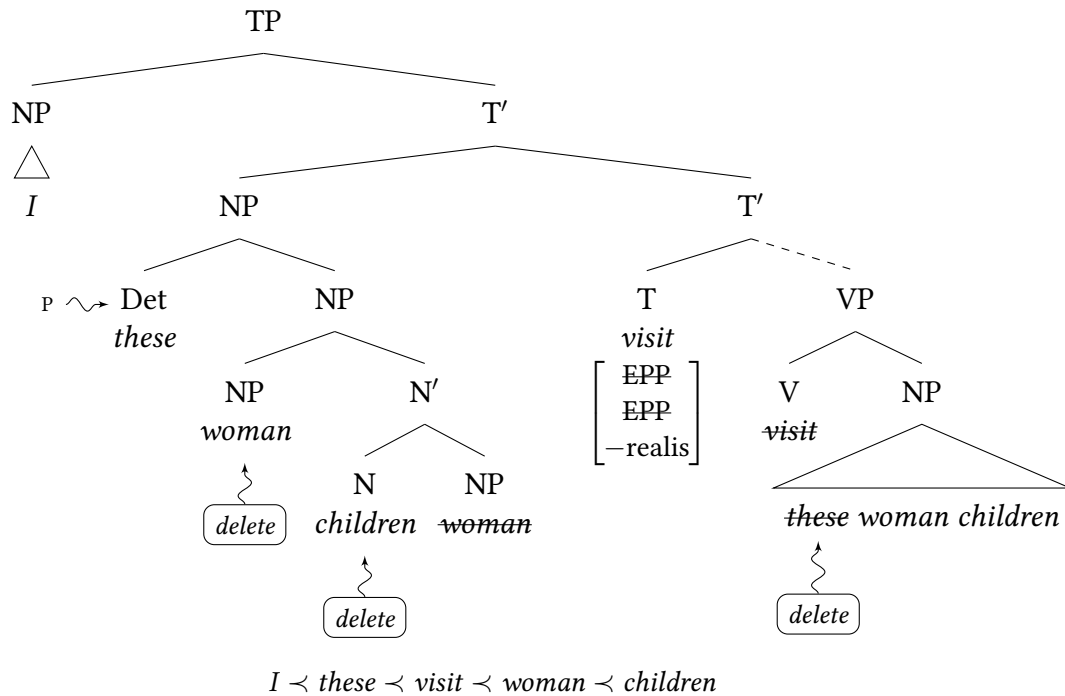 TP
NP T′
I NP T′
P Det NP T VP
these visit
NP N′ EPP V NP
woman EPP visit
−realis
N NP
delete children woman these woman children
delete delete
I ≺ these ≺ visit ≺ woman ≺ children